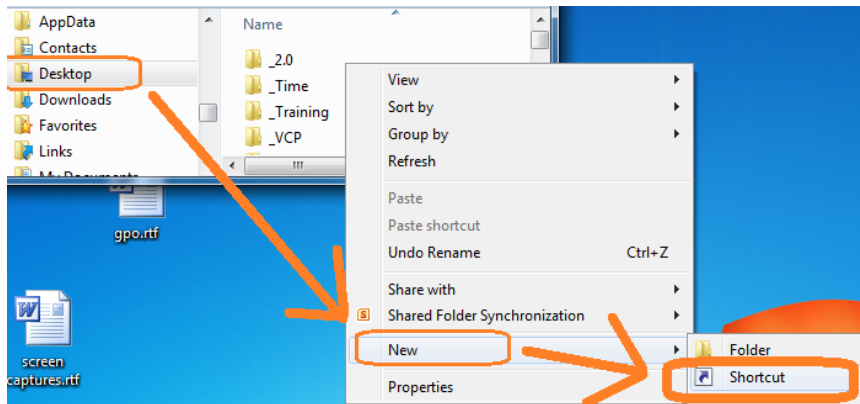 AppData
Contacts
Desktop
Downloads
Favorites
Links
My Documents
Name
_2.0
_Time
_Training
_VCP
gpo.rtf
screen
captures.rtf
View
Sort by
Group by
Refresh
Paste
Paste shortcut
Undo Rename Ctrl+Z
Share with
S Shared Folder Synchronization
New
Properties
Folder
Shortcut